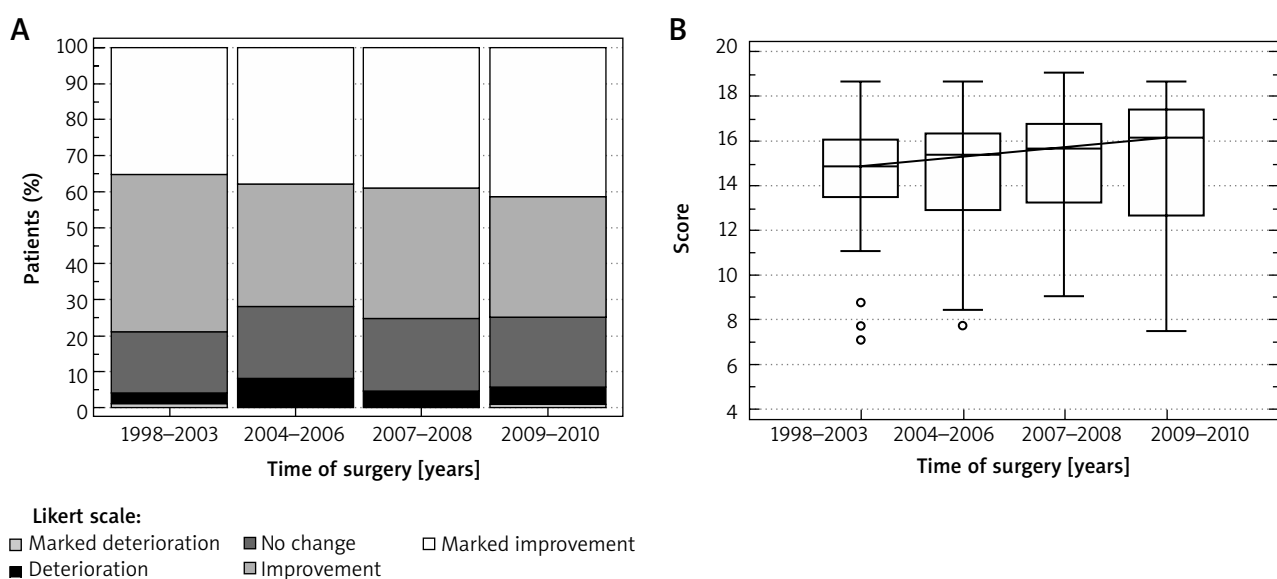 A
100
90
80
70
60
50
40
30
20
10
0
Patients (%)
1998–2003 2004–2006 2007–2008 2009–2010
Time of surgery [years]
Likert scale:
Marked deterioration No change Marked improvement
Deterioration Improvement
B
20
18
16
14
12
10
8
6
4
Score
1998–2003 2004–2006 2007–2008 2009–2010
Time of surgery [years]